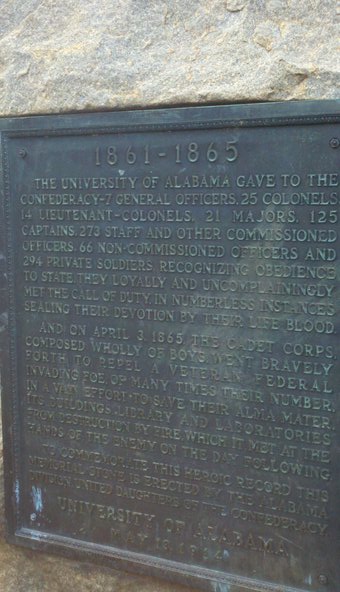 1861-1865
THE UNIVERSITY OF ALABAMA GAVE TO THE
CONFEDERACY-7 GENERAL OFFICERS, 25 COLONELS
14 LIEUTENANT-COLONELS, 21 MAJORS, 125
CAPTAINS, 273 STAFF AND OTHER COMMISSIONED
OFFICERS, 66 NON-COMMISSIONED OFFICERS AND
294 PRIVATE SOLDIERS. RECOGNIZING OBEDIENCE
TO STATE, THEY LOYALLY AND UNCOMPLAININGLY
MET THE CALL OF DUTY, IN NUMBERLESS INSTANCES
SEALING THEIR DEVOTION BY THEIR LIFE BLOOD.
AND ON APRIL 3, 1865, THE CADET CORPS,
COMPOSED WHOLLY OF BOYS, WENT BRAVELY
FORTH TO REPEL A VETERAN FEDERAL
INVADING FOE, OF MANY TIMES THEIR NUMBER,
IN A VAIN EFFORT TO SAVE THEIR ALMA MATER,
ITS BUILDINGS, LIBRARY AND LABORATORIES
FROM DESTRUCTION BY FIRE, WHICH IT MET AT THE
HANDS OF THE ENEMY ON THE DAY FOLLOWING
TO COMMEMORATE THIS HEROIC RECORD THIS
MEMORIAL STONE IS ERECTED BY THE ALABAMA
DIVISION UNITED DAUGHTERS OF THE CONFEDERACY
UNIVERSITY OF ALABAMA
MAY 13, 1914